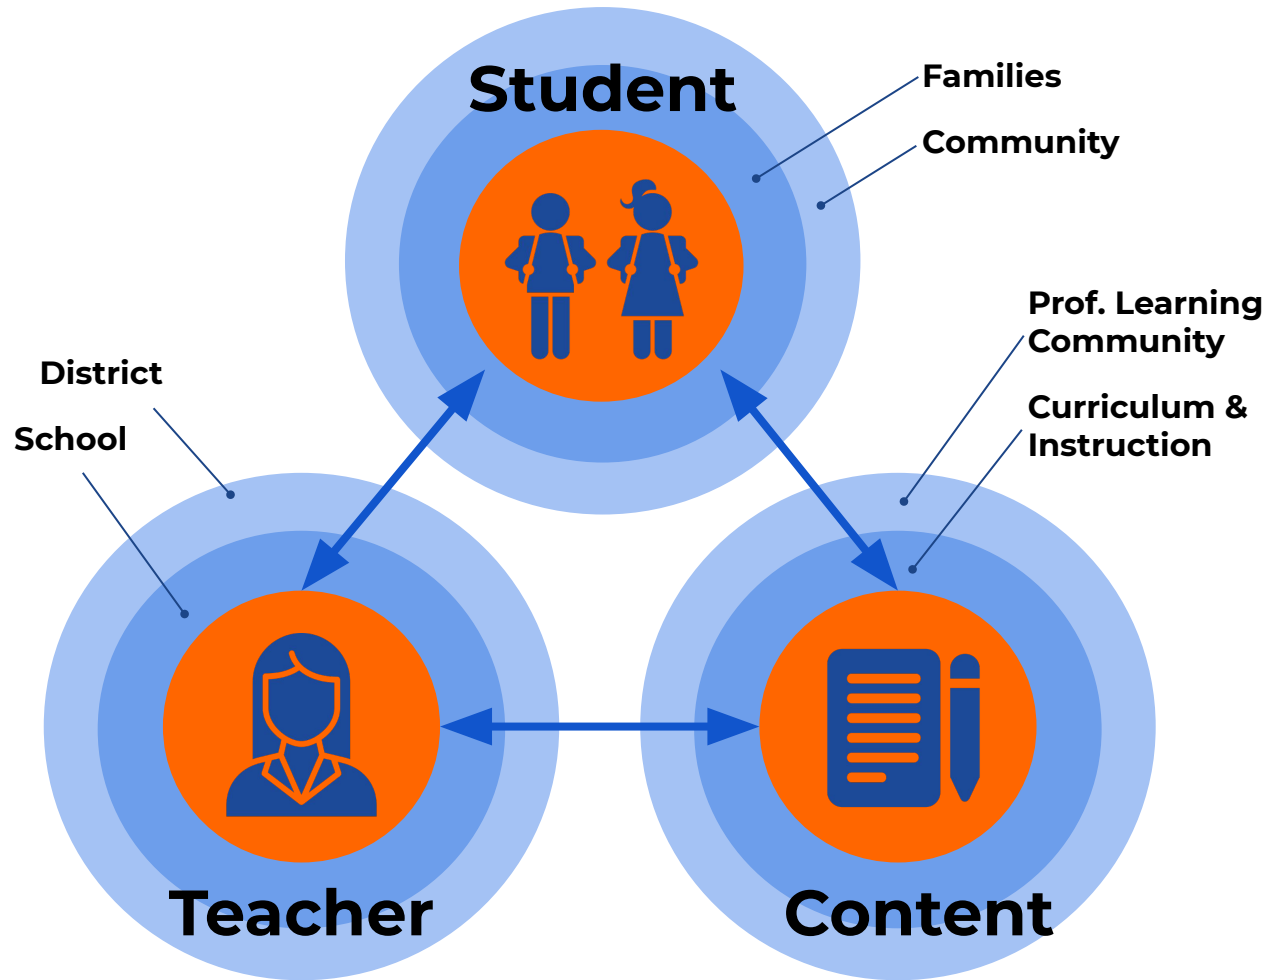 Student
Families
Community
Prof. Learning
Community
Curriculum &
Instruction
District
School
Teacher
Content